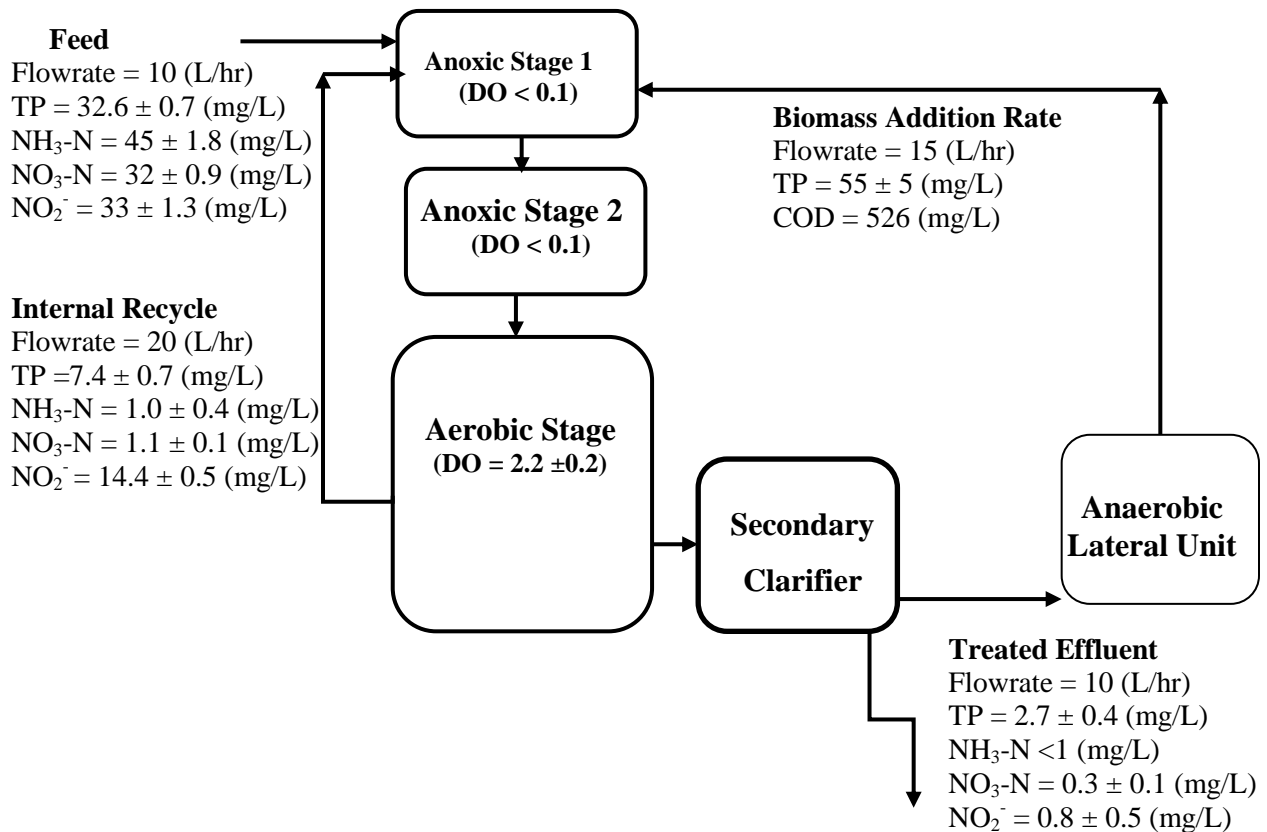 Feed
Flowrate = 10 (L/hr)
TP = 32.6 ± 0.7 (mg/L)
NH₃-N = 45 ± 1.8 (mg/L)
NO₃-N = 32 ± 0.9 (mg/L)
NO₂⁻ = 33 ± 1.3 (mg/L)
Anoxic Stage 1
(DO < 0.1)
Biomass Addition Rate
Flowrate = 15 (L/hr)
TP = 55 ± 5 (mg/L)
COD = 526 (mg/L)
Anoxic Stage 2
(DO < 0.1)
Internal Recycle
Flowrate = 20 (L/hr)
TP =7.4 ± 0.7 (mg/L)
NH₃-N = 1.0 ± 0.4 (mg/L)
NO₃-N = 1.1 ± 0.1 (mg/L)
NO₂⁻ = 14.4 ± 0.5 (mg/L)
Aerobic Stage
(DO = 2.2 ±0.2)
Secondary
Clarifier
Anaerobic
Lateral Unit
Treated Effluent
Flowrate = 10 (L/hr)
TP = 2.7 ± 0.4 (mg/L)
NH₃-N <1 (mg/L)
NO₃-N = 0.3 ± 0.1 (mg/L)
NO₂⁻ = 0.8 ± 0.5 (mg/L)